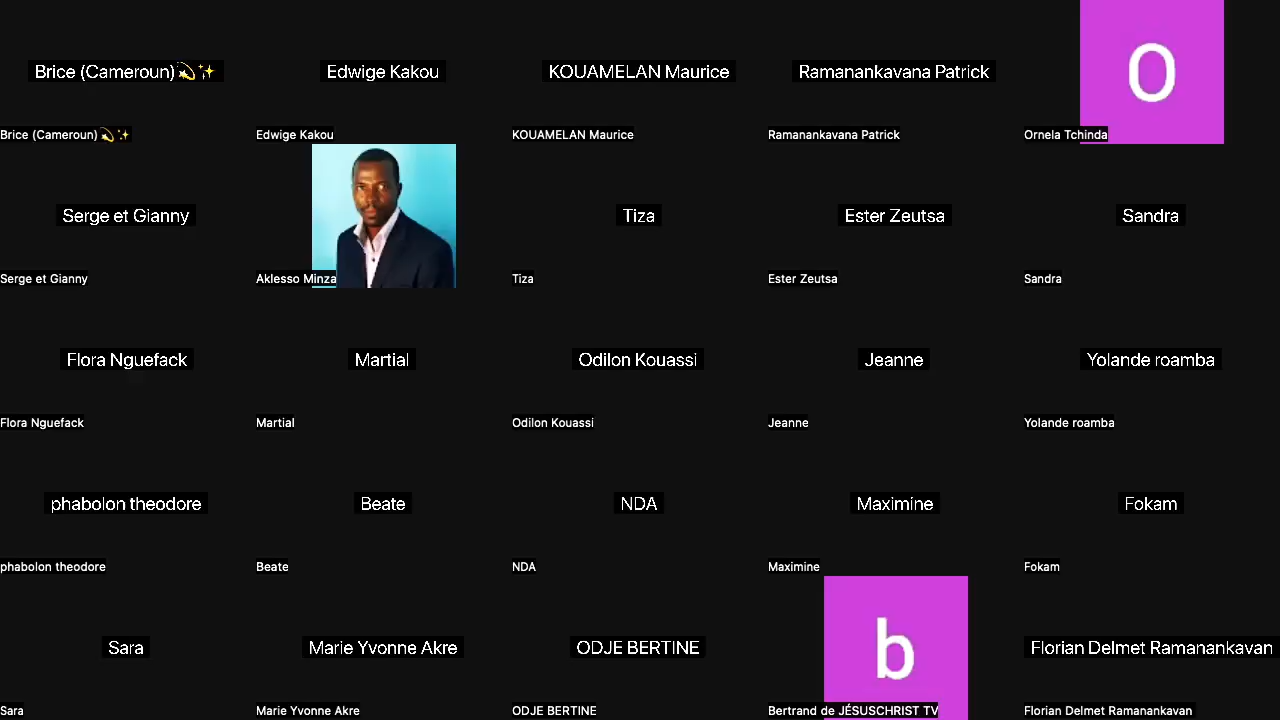 Brice (Cameroun)💫✨
Edwige Kakou
KOUAMELAN Maurice
Ramanankavana Patrick
O
Brice (Cameroun)💫✨
Edwige Kakou
KOUAMELAN Maurice
Ramanankavana Patrick
Ornela Tchinda
Serge et Gianny
Tiza
Ester Zeutsa
Sandra
Serge et Gianny
Aklesso Minza
Tiza
Ester Zeutsa
Sandra
Flora Nguefack
Martial
Odilon Kouassi
Jeanne
Yolande roamba
Flora Nguefack
Martial
Odilon Kouassi
Jeanne
Yolande roamba
phabolon theodore
Beate
NDA
Maximine
Fokam
phabolon theodore
Beate
NDA
Maximine
Fokam
Sara
Marie Yvonne Akre
ODJE BERTINE
b
Florian Delmet Ramanankavan
Sara
Marie Yvonne Akre
ODJE BERTINE
Bertrand de JÉSUSCHRIST TV
Florian Delmet Ramanankavan